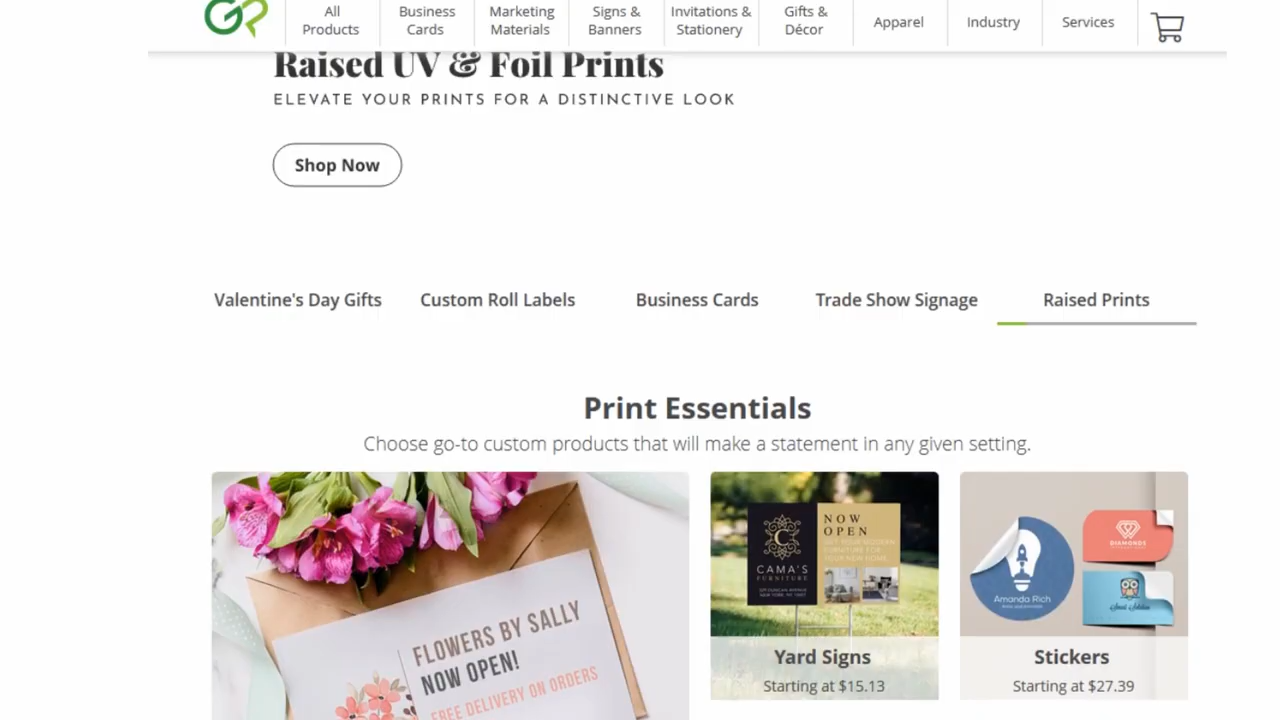 GP
All Products
Business Cards
Marketing Materials
Signs & Banners
Invitations & Stationery
Gifts & Décor
Apparel
Industry
Services
Raised UV & Foil Prints
ELEVATE YOUR PRINTS FOR A DISTINCTIVE LOOK
Shop Now
Valentine's Day Gifts
Custom Roll Labels
Business Cards
Trade Show Signage
Raised Prints
Print Essentials
Choose go-to custom products that will make a statement in any given setting.
FLOWERS BY SALLY
NOW OPEN!
FREE DELIVERY ON ORDERS
C
CAMA'S
FURNITURE
NOW
OPEN
Yard Signs
Starting at $15.13
DIAMONDS
Amanda Rich
Stickers
Starting at $27.39